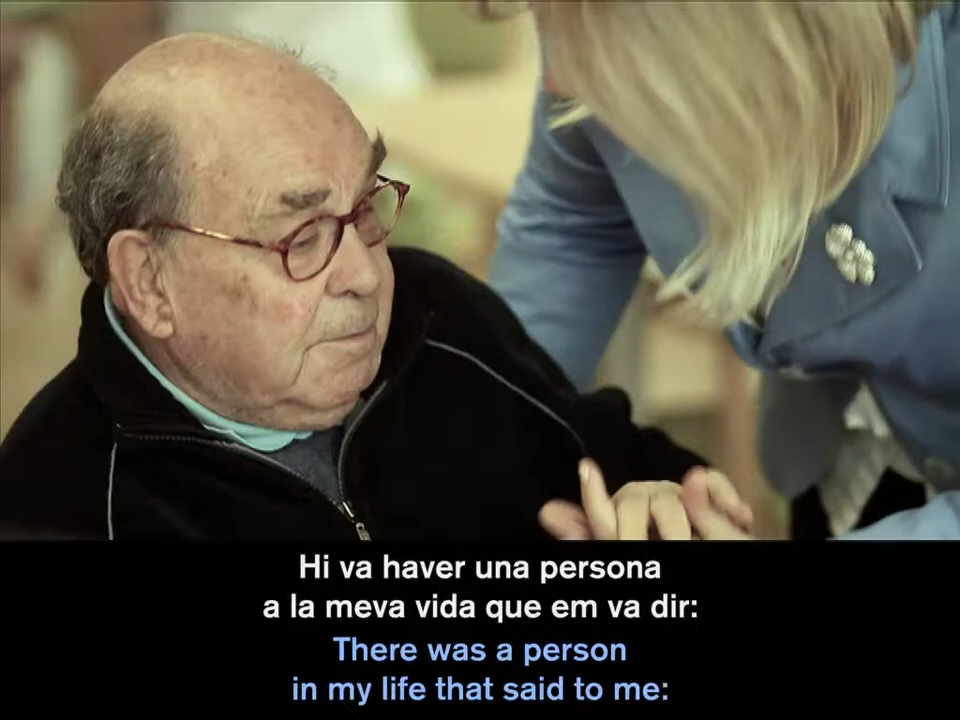 Hi va haver una persona
a la meva vida que em va dir:
There was a person
in my life that said to me: